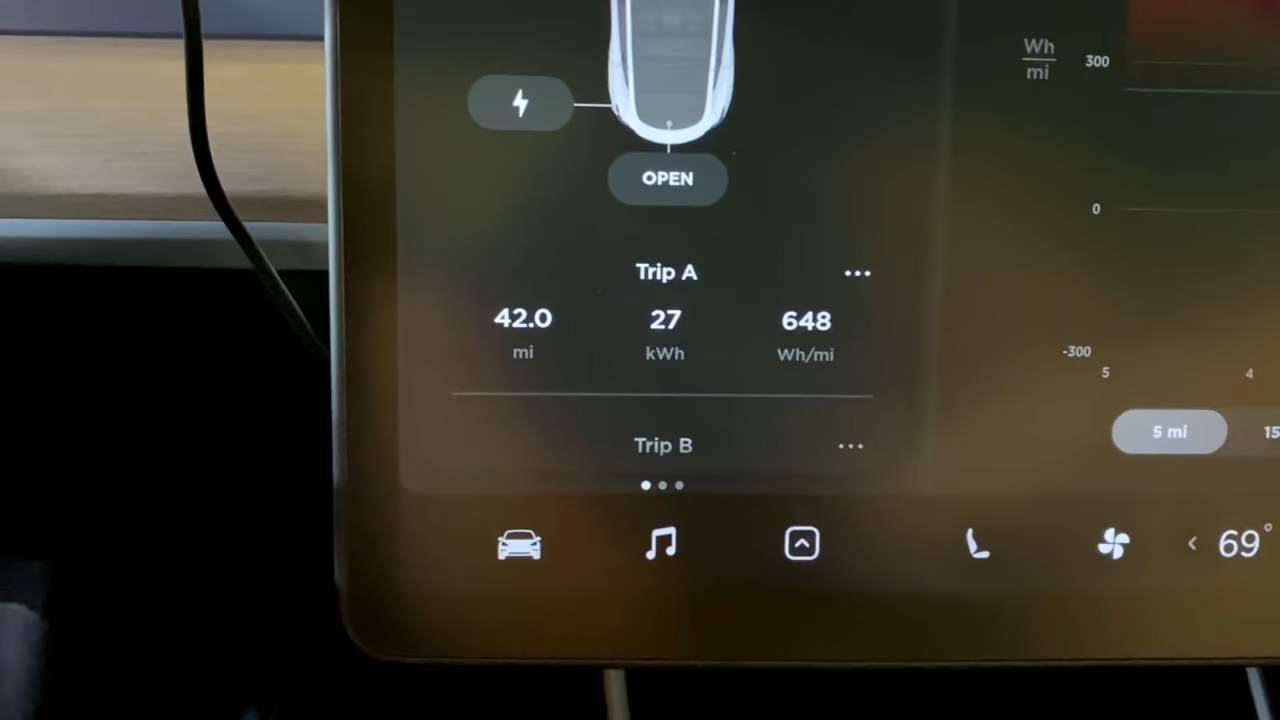 Wh
mi
300
OPEN
0
Trip A
•••
42.0 27 648
mi kWh Wh/mi
-300
5 4
5 mi 15
Trip B
•••
< 69°